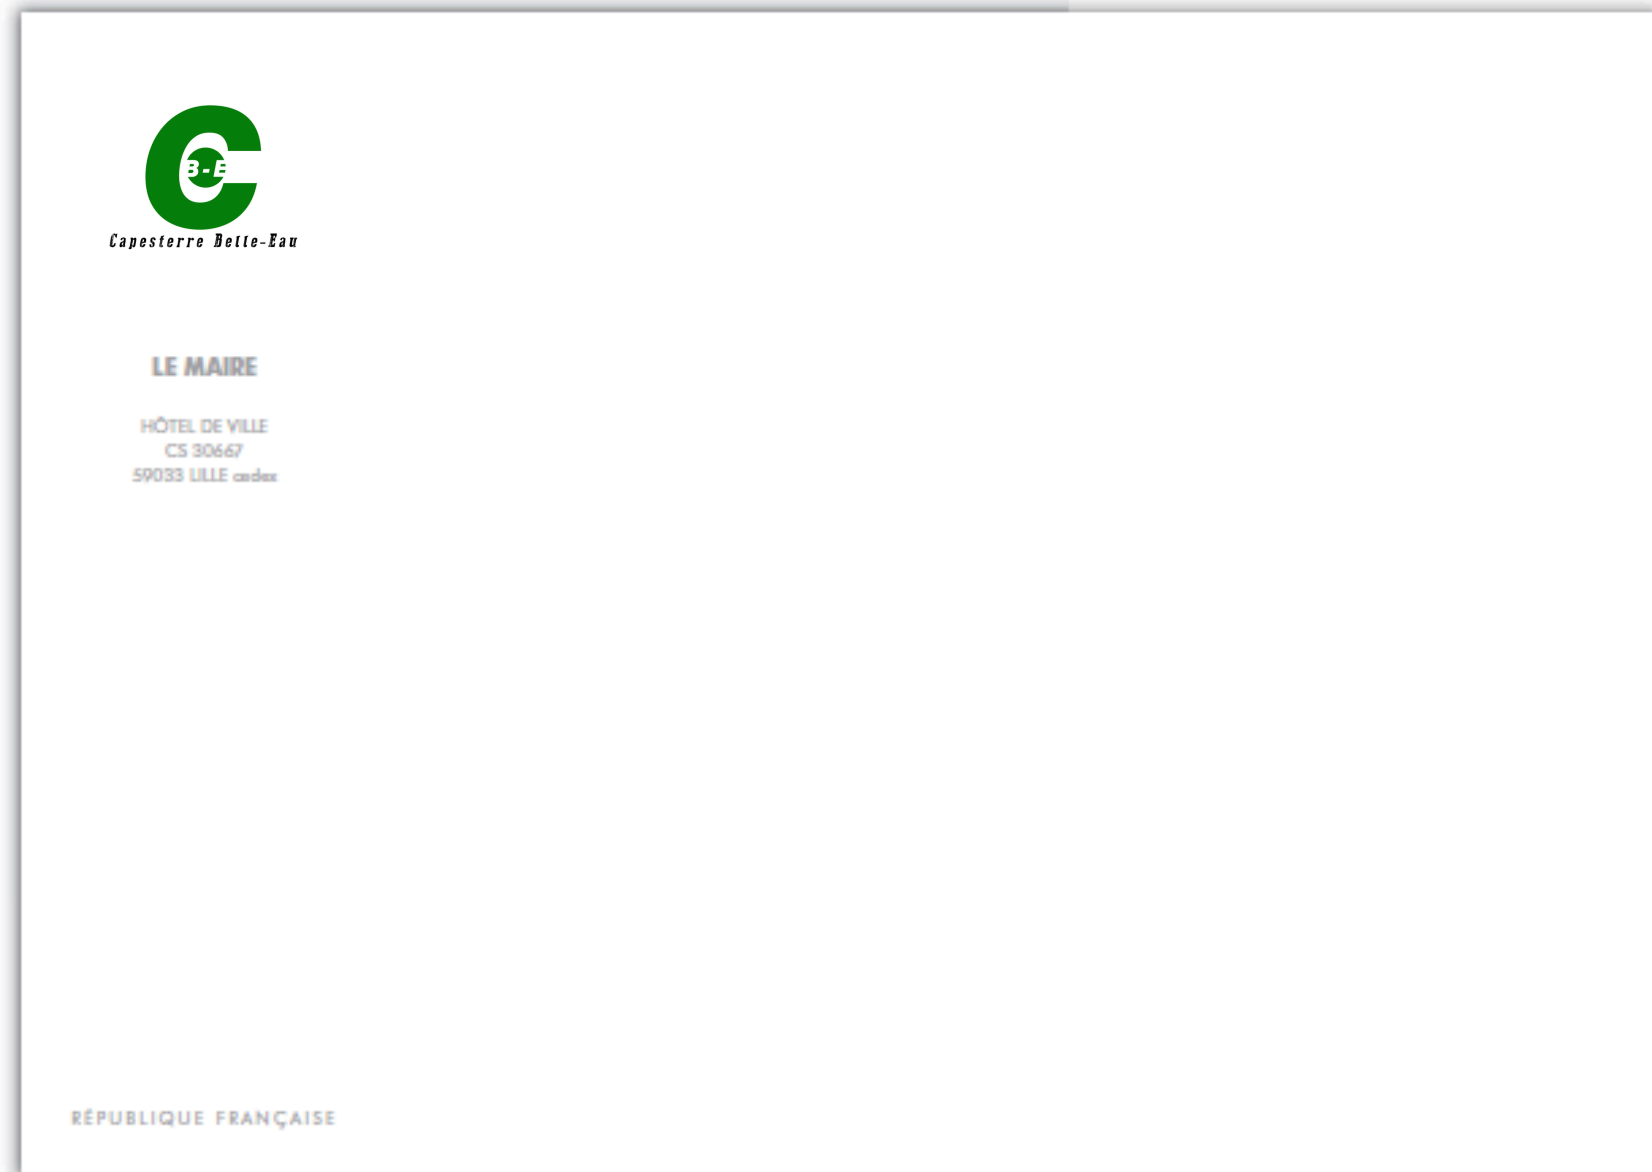 B-E
Capesterre Belle-Eau
LE MAIRE
HÔTEL DE VILLE
CS 30667
59033 LILLE cedex
RÉPUBLIQUE FRANÇAISE